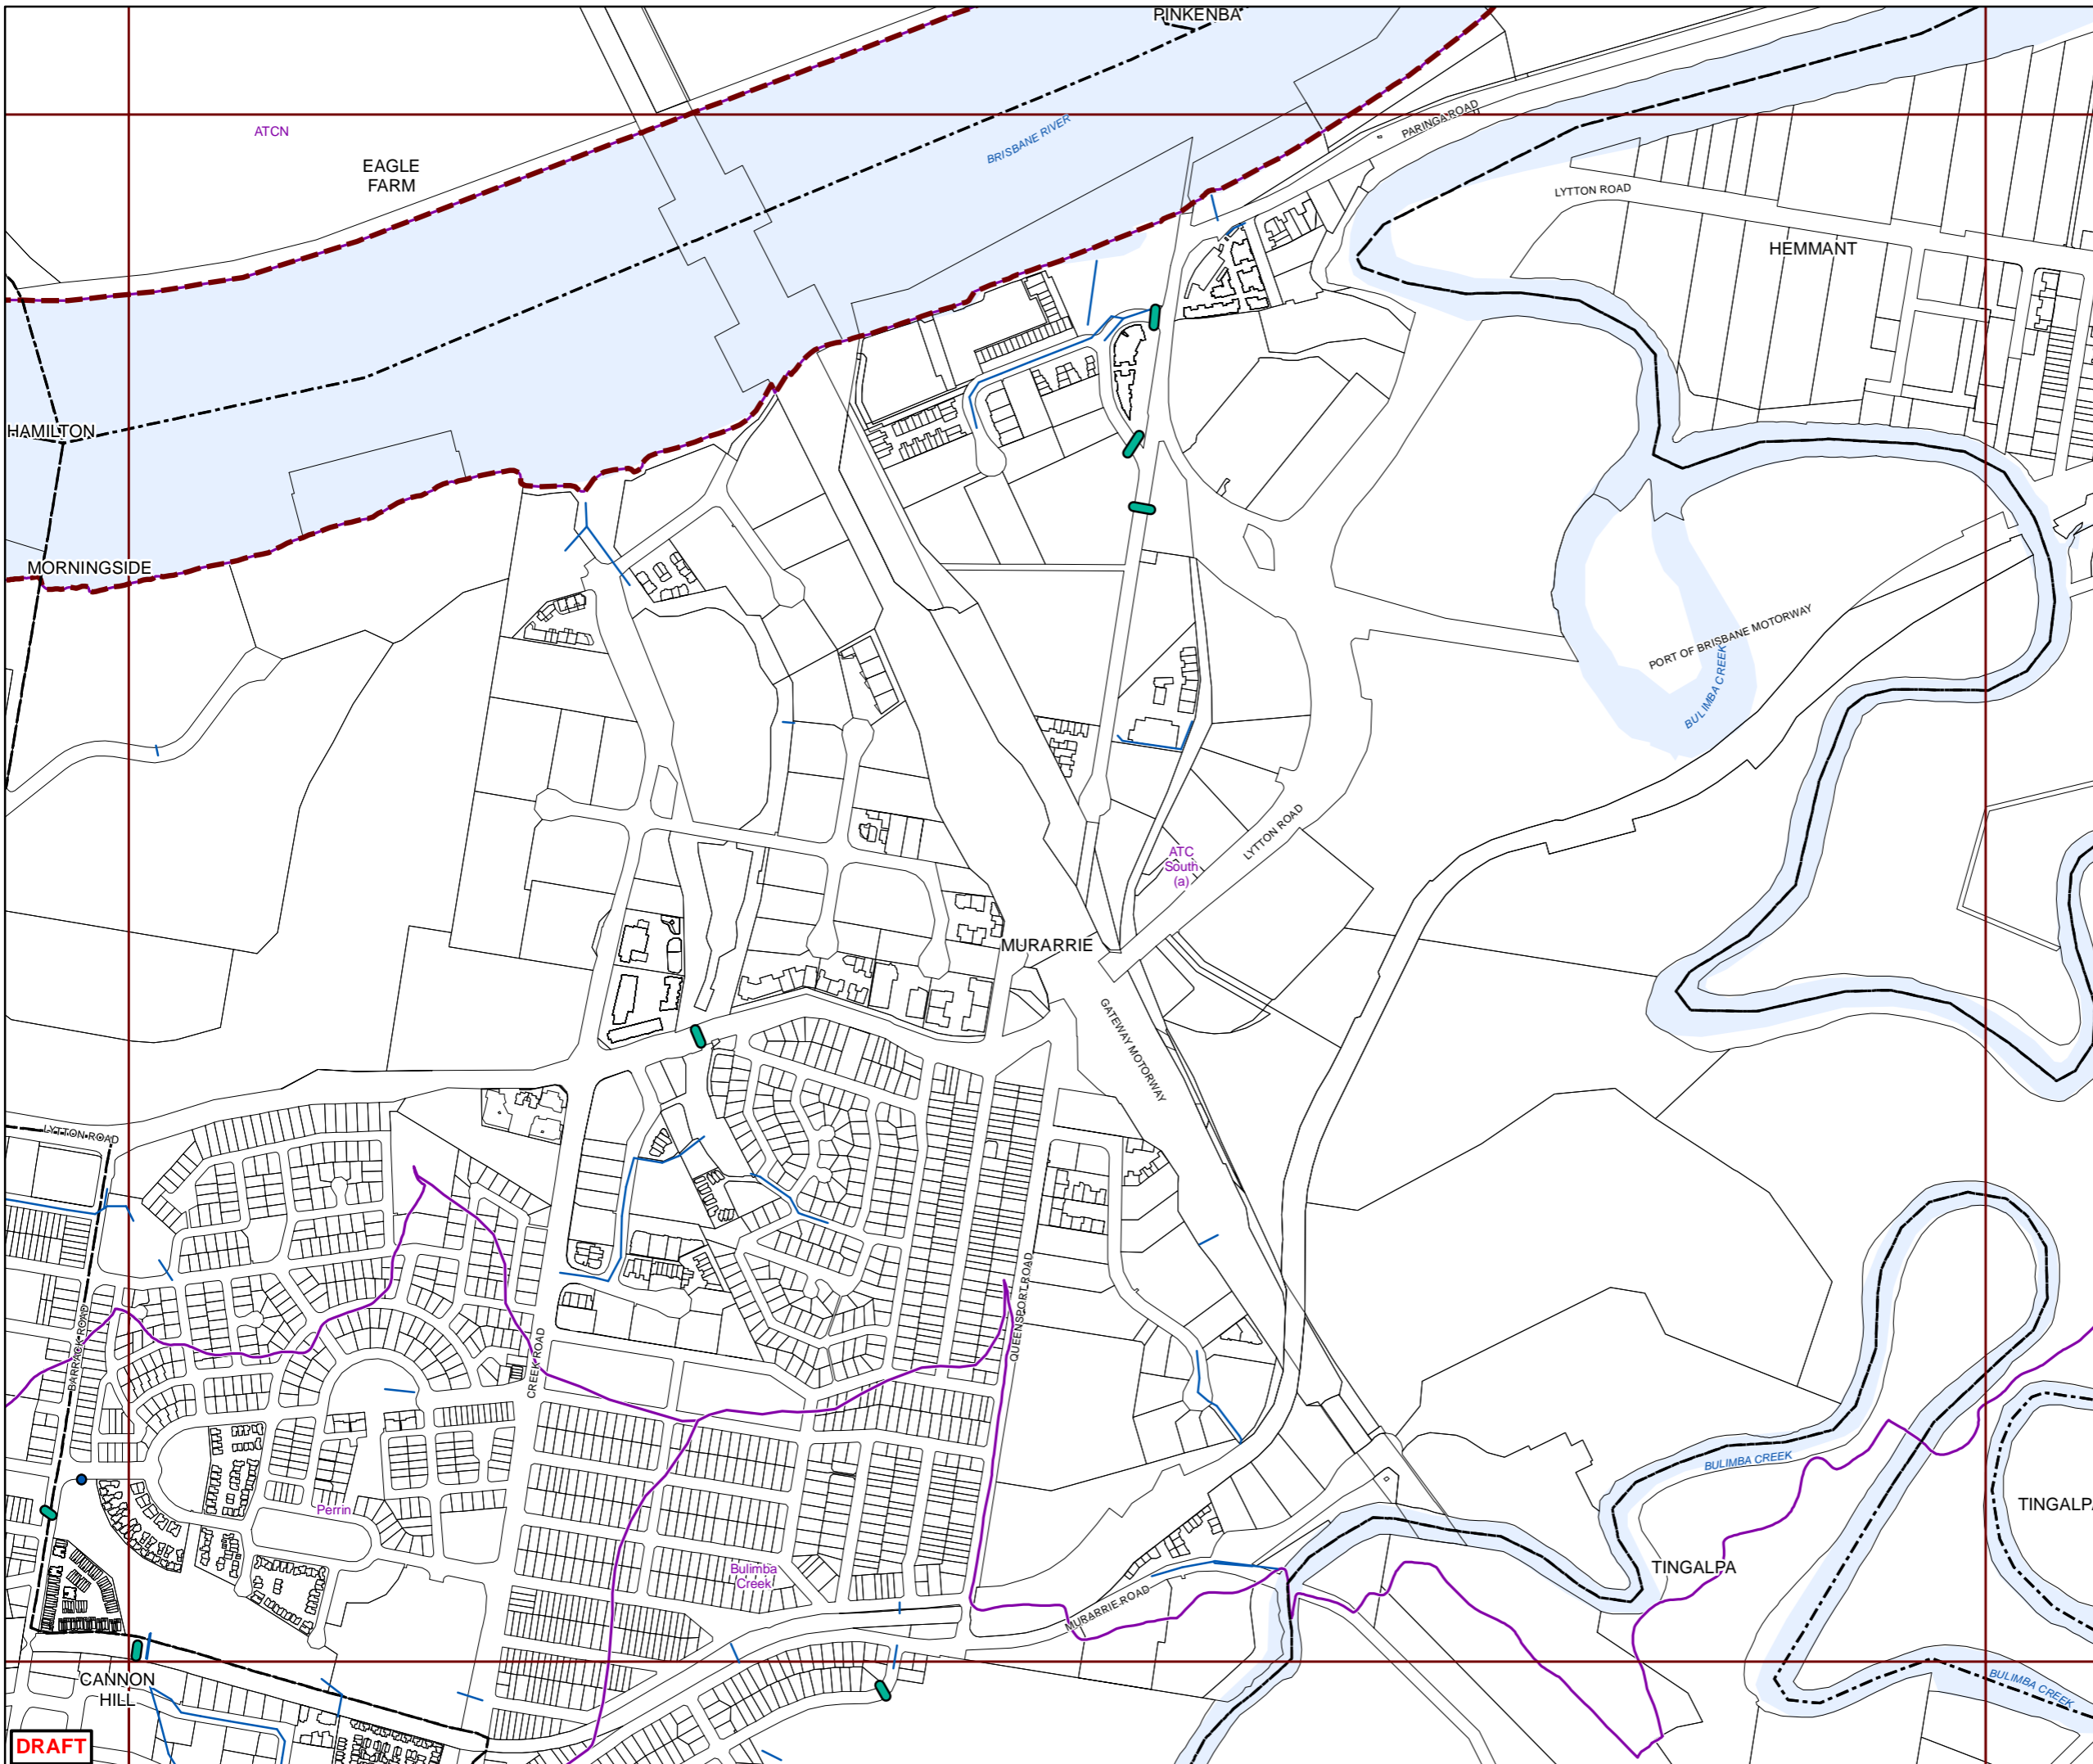 PINKENBA
ATCN
EAGLE
FARM
BRISBANE RIVER
PARINGA ROAD
LYTTON ROAD
HEMMANT
HAMILTON
MORNINGSIDE
PORT OF BRISBANE MOTORWAY
BULIMBA CREEK
LYTTON ROAD
ATC
South
(a)
MURARRIE
GATEWAY MOTORWAY
LYTTON ROAD
BARRACK ROAD
CREEK ROAD
QUEENSPORT ROAD
BULIMBA CREEK
Perrin
TINGALPA
Bulimba
Creek
TINGALPA
MURARRIE ROAD
CANNON
HILL
BULIMBA CREEK
DRAFT